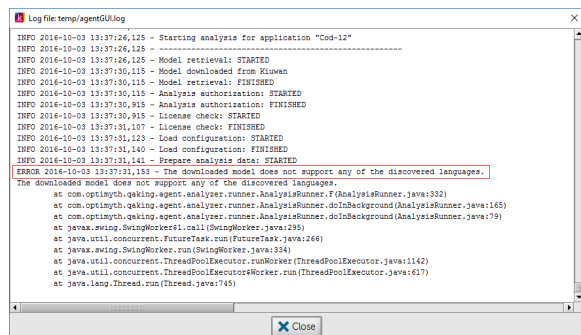 Log file: temp/agentGUI.log
INFO 2016-10-03 13:37:26,125 - Starting analysis for application "Cod-12"
INFO 2016-10-03 13:37:26,125 - -----------------------------------------------------
INFO 2016-10-03 13:37:26,125 - Model retrieval: STARTED
INFO 2016-10-03 13:37:30,115 - Model downloaded from Kiuwan
INFO 2016-10-03 13:37:30,115 - Model retrieval: FINISHED
INFO 2016-10-03 13:37:30,115 - Analysis authorization: STARTED
INFO 2016-10-03 13:37:30,915 - Analysis authorization: FINISHED
INFO 2016-10-03 13:37:30,915 - License check: STARTED
INFO 2016-10-03 13:37:31,107 - License check: FINISHED
INFO 2016-10-03 13:37:31,123 - Load configuration: STARTED
INFO 2016-10-03 13:37:31,140 - Load configuration: FINISHED
INFO 2016-10-03 13:37:31,141 - Prepare analysis data: STARTED
ERROR 2016-10-03 13:37:31,153 - The downloaded model does not support any of the discovered languages.
The downloaded model does not support any of the discovered languages.
at com.optimyth.qaking.agent.analyzer.runner.AnalysisRunner.F(AnalysisRunner.java:332)
at com.optimyth.qaking.agent.analyzer.runner.AnalysisRunner.doInBackground(AnalysisRunner.java:165)
at com.optimyth.qaking.agent.analyzer.runner.AnalysisRunner.doInBackground(AnalysisRunner.java:79)
at javax.swing.SwingWorker$1.call(SwingWorker.java:295)
at java.util.concurrent.FutureTask.run(FutureTask.java:266)
at javax.swing.SwingWorker.run(SwingWorker.java:334)
at java.util.concurrent.ThreadPoolExecutor.runWorker(ThreadPoolExecutor.java:1142)
at java.util.concurrent.ThreadPoolExecutor$Worker.run(ThreadPoolExecutor.java:617)
at java.lang.Thread.run(Thread.java:745)
Close